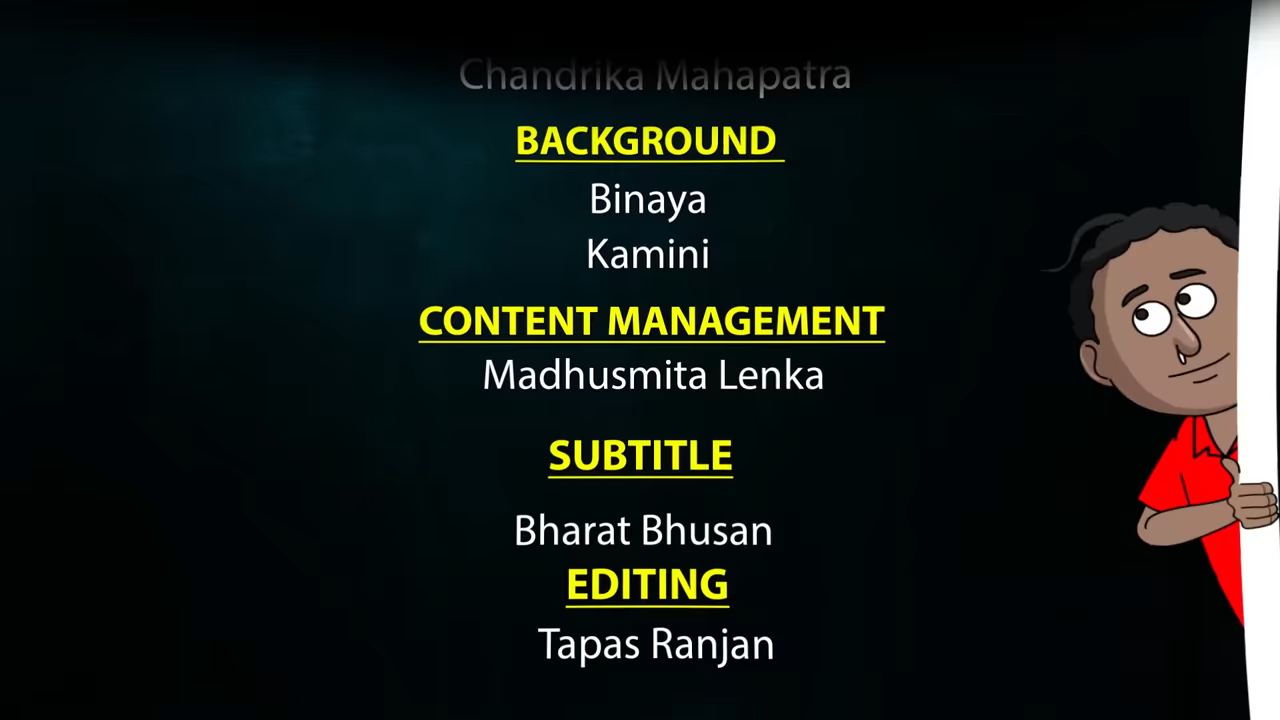 Chandrika Mahapatra
BACKGROUND
Binaya
Kamini
CONTENT MANAGEMENT
Madhusmita Lenka
SUBTITLE
Bharat Bhusan
EDITING
Tapas Ranjan